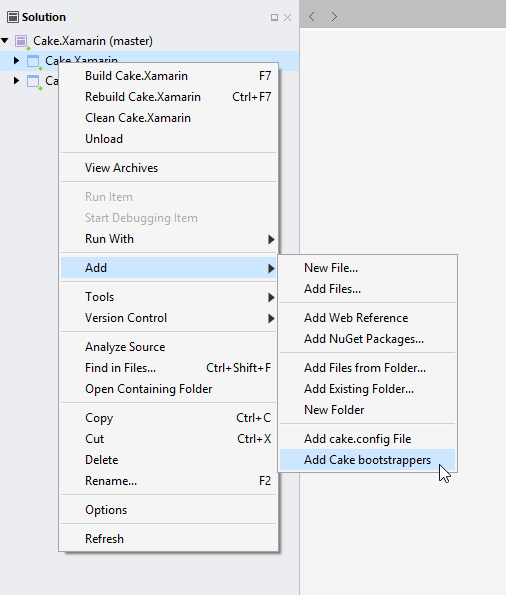 Solution
Cake.Xamarin (master)
Cake.Xamarin
Ca
Build Cake.Xamarin F7
Rebuild Cake.Xamarin Ctrl+F7
Clean Cake.Xamarin
Unload
View Archives
Run Item
Start Debugging Item
Run With
Add
Tools
Version Control
Analyze Source
Find in Files... Ctrl+Shift+F
Open Containing Folder
Copy Ctrl+C
Cut Ctrl+X
Delete
Rename... F2
Options
Refresh
New File...
Add Files...
Add Web Reference
Add NuGet Packages...
Add Files from Folder...
Add Existing Folder...
New Folder
Add cake.config File
Add Cake bootstrappers